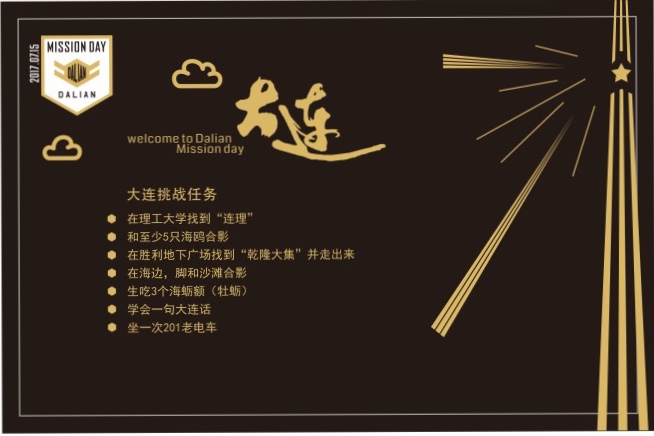 2017.07.15
MISSION DAY
DALIAN
DALIAN
大连
welcome to Dalian
Mission day
大连挑战任务
在理工大学找到“连理”
和至少5只海鸥合影
在胜利地下广场找到“乾隆大集”并走出来
在海边，脚和沙滩合影
生吃3个海蛎额（牡蛎）
学会一句大连话
坐一次201老电车